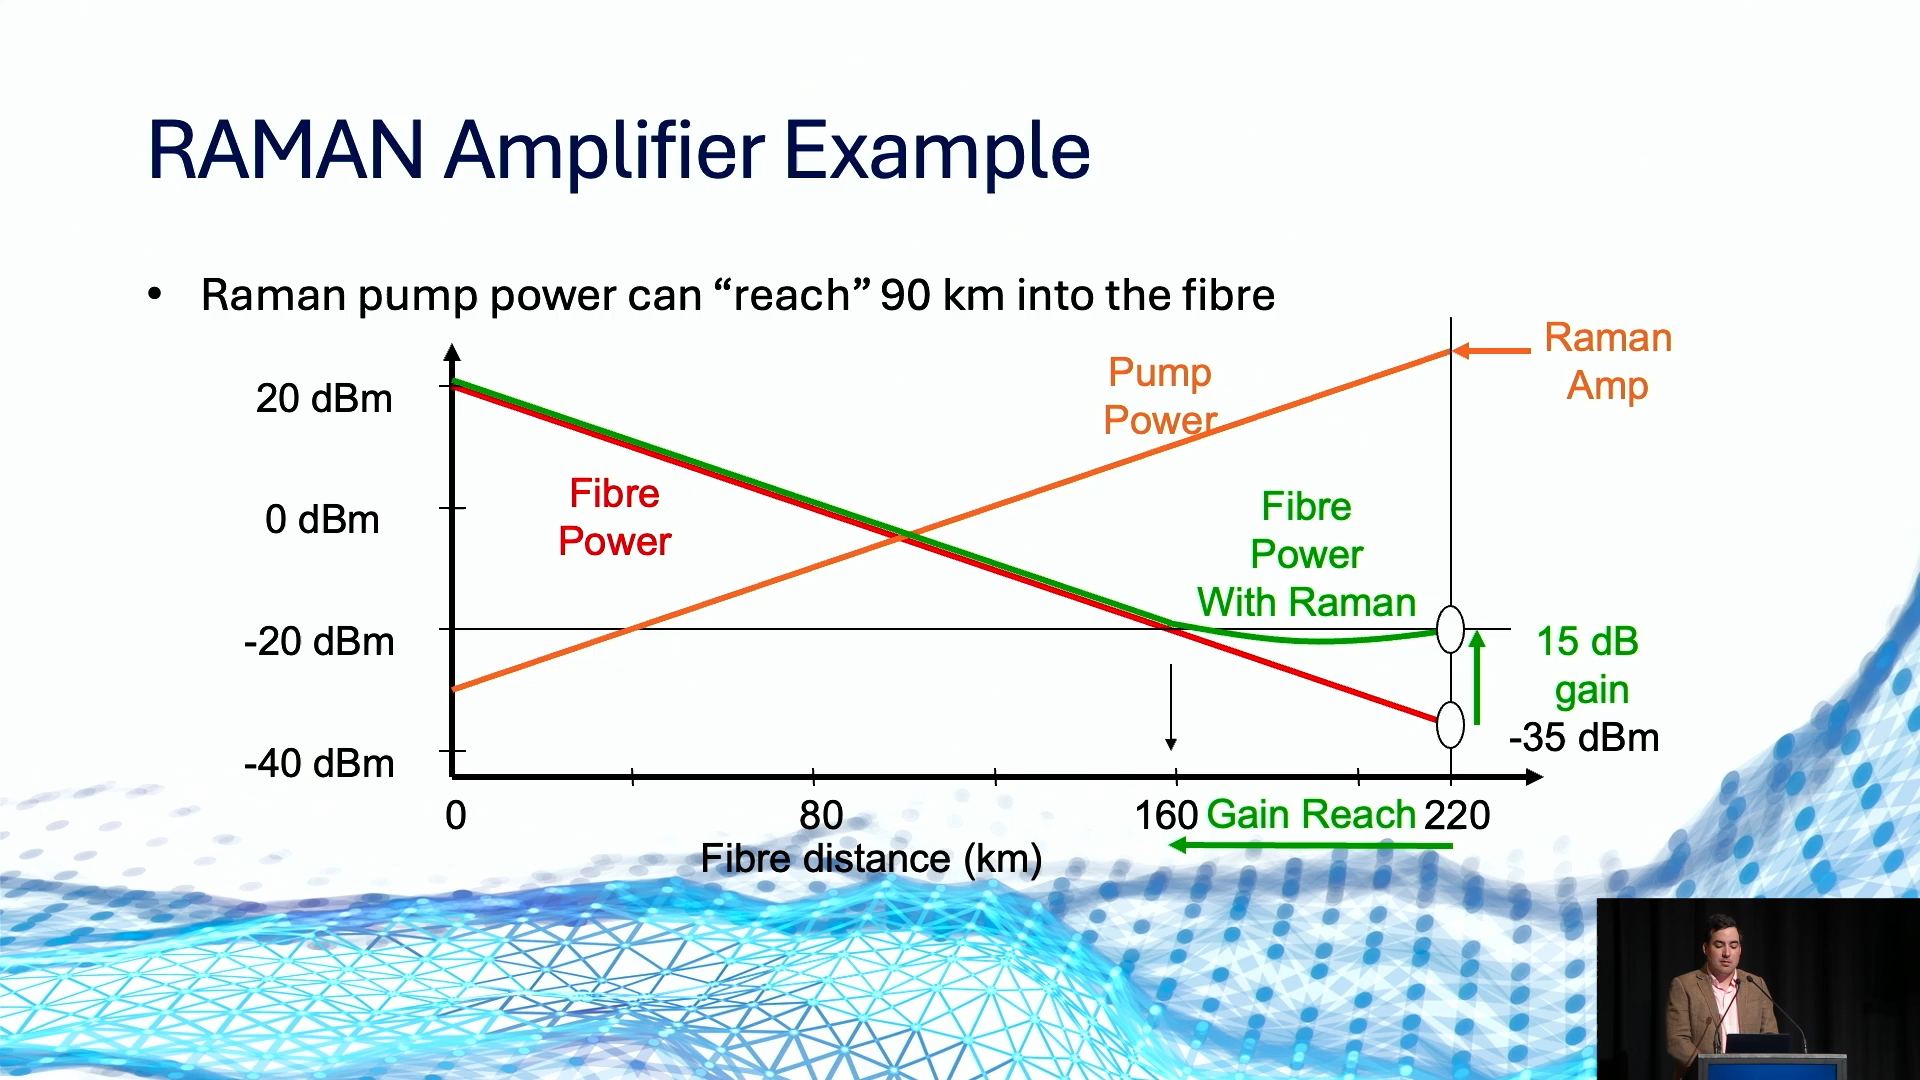 RAMAN Amplifier Example
• Raman pump power can “reach” 90 km into the fibre
Raman
Amp
Pump
Power
20 dBm
Fibre
Power
Fibre
Power
With Raman
0 dBm
-20 dBm
15 dB
gain
-35 dBm
-40 dBm
0 80 160 Gain Reach 220
Fibre distance (km)